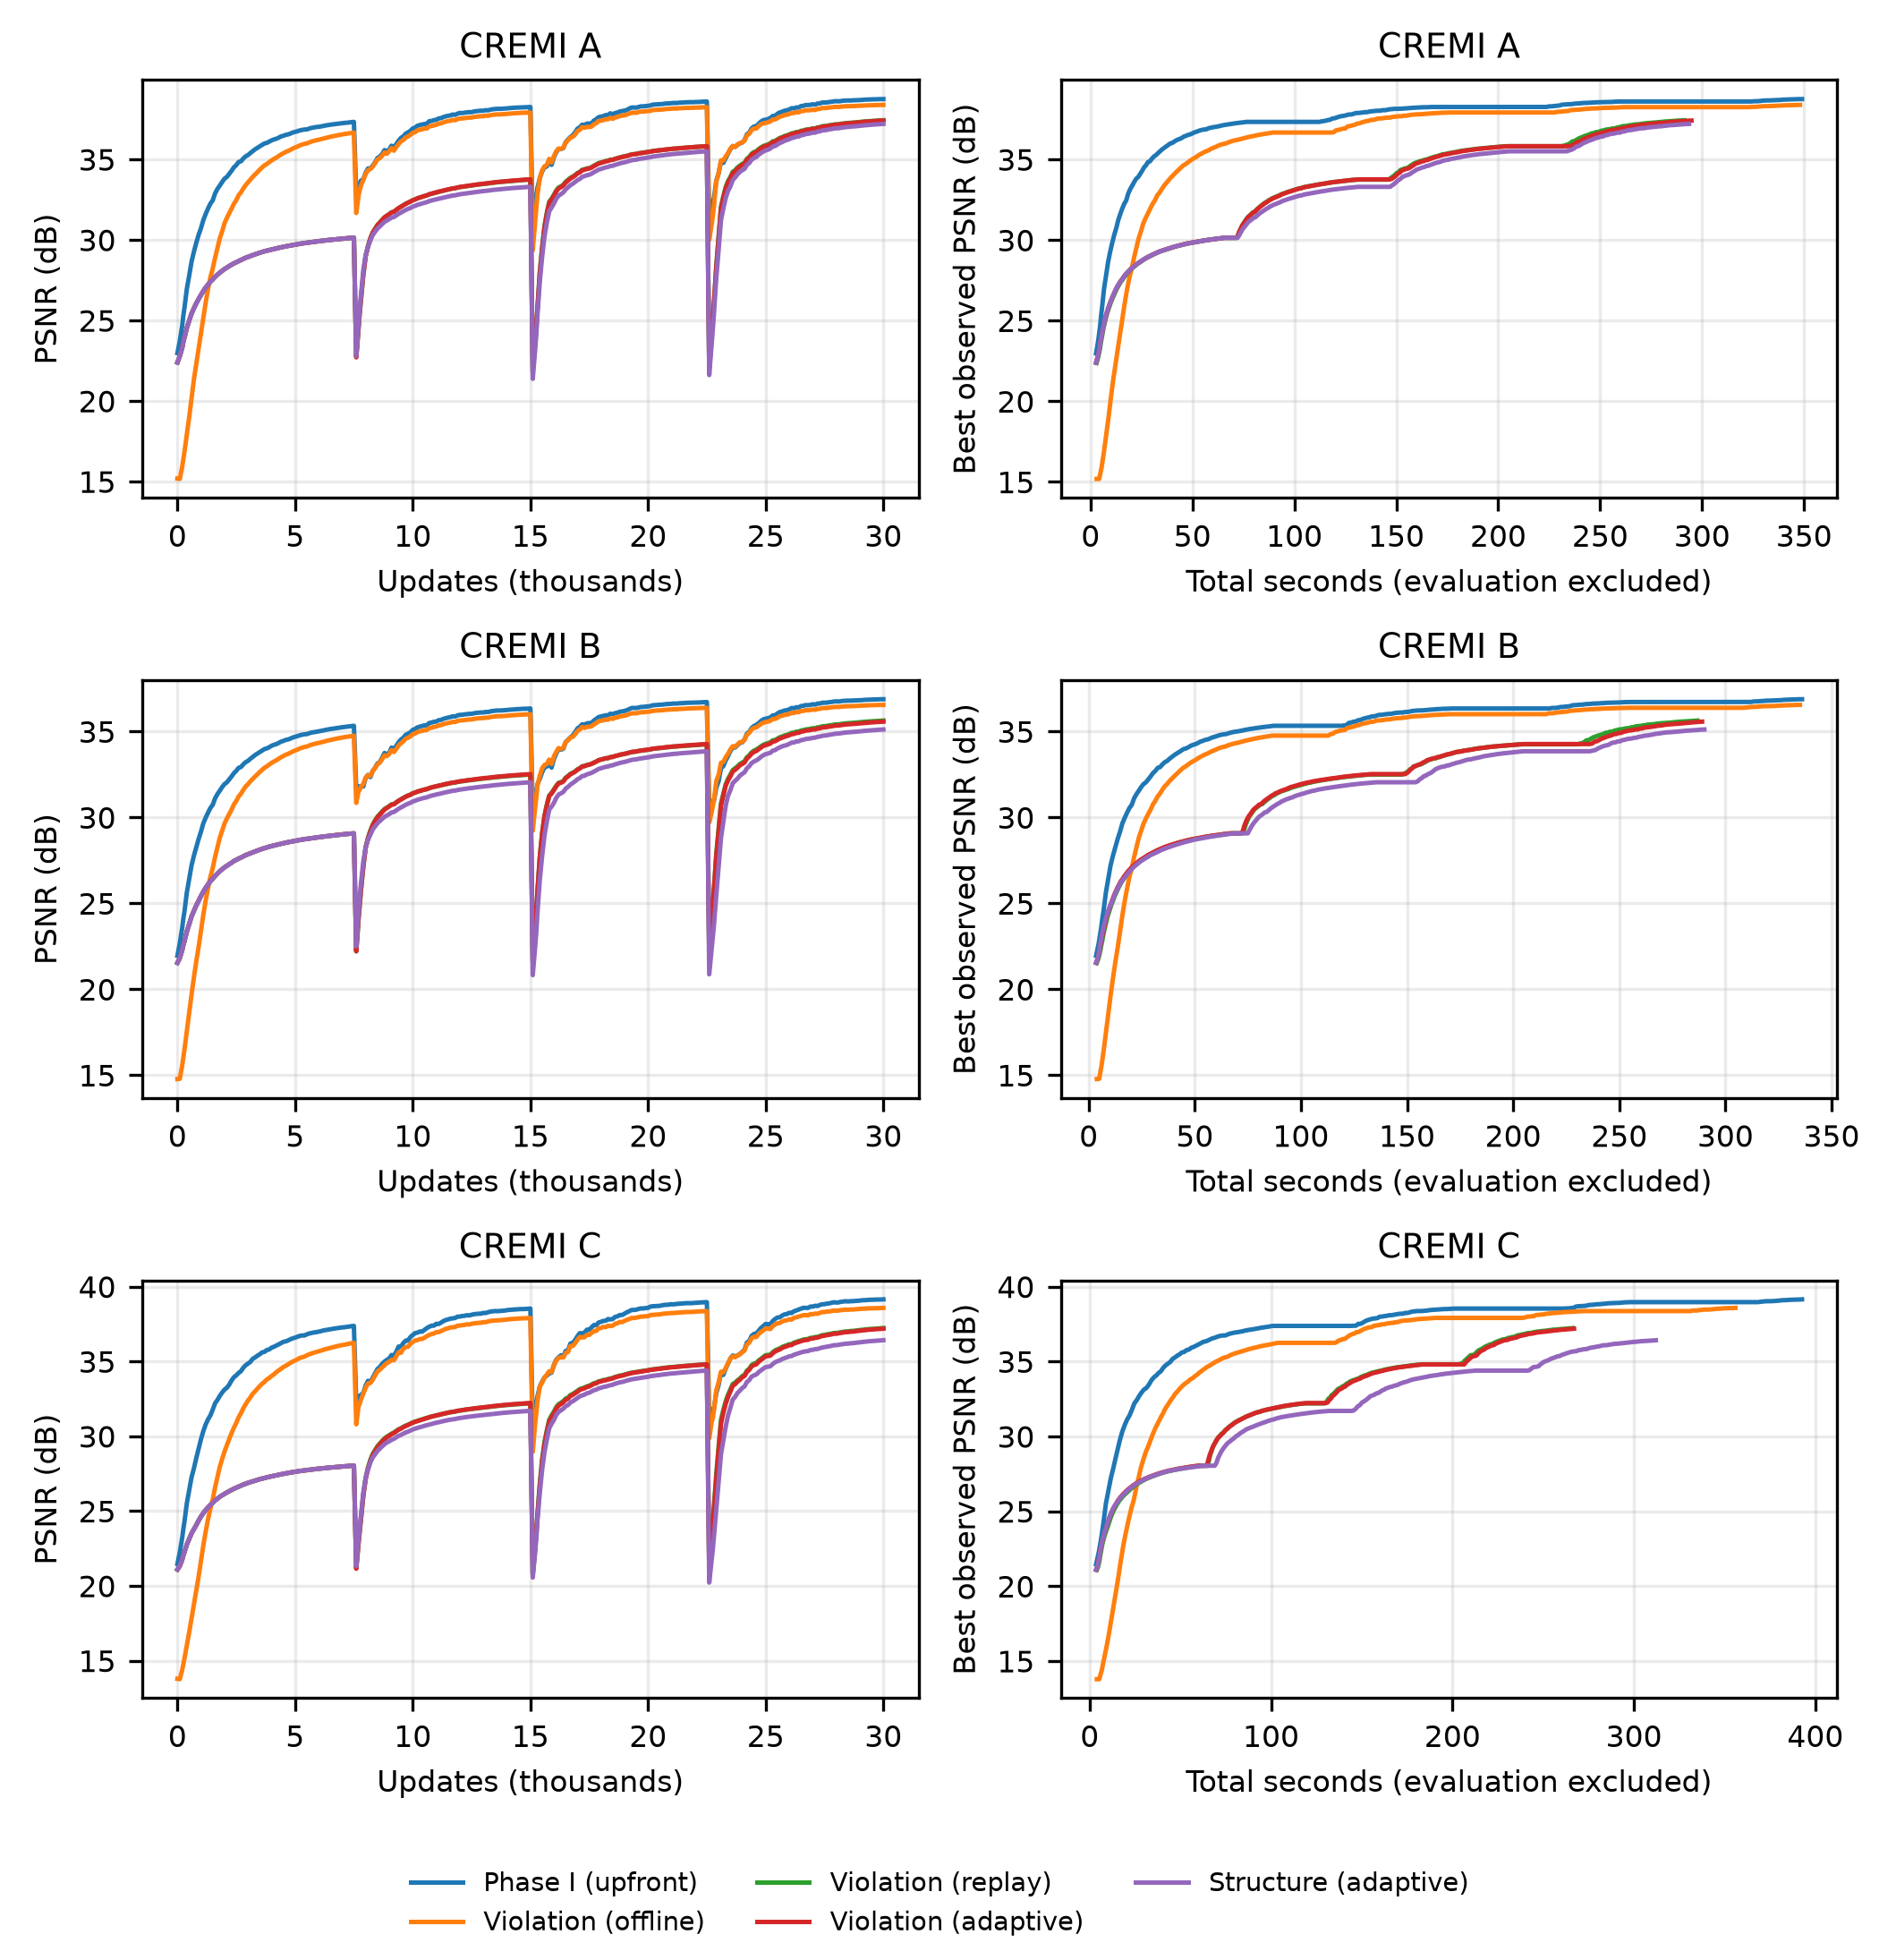 CREMI A
CREMI A
PSNR (dB)
35
30
25
20
15
0 5 10 15 20 25 30
Updates (thousands)
Best observed PSNR (dB)
35
30
25
20
15
0 50 100 150 200 250 300 350
Total seconds (evaluation excluded)
CREMI B
CREMI B
PSNR (dB)
35
30
25
20
15
0 5 10 15 20 25 30
Updates (thousands)
Best observed PSNR (dB)
35
30
25
20
15
0 50 100 150 200 250 300 350
Total seconds (evaluation excluded)
CREMI C
CREMI C
PSNR (dB)
40
35
30
25
20
15
0 5 10 15 20 25 30
Updates (thousands)
Best observed PSNR (dB)
40
35
30
25
20
15
0 100 200 300 400
Total seconds (evaluation excluded)
Phase I (upfront)
Violation (offline)
Violation (replay)
Violation (adaptive)
Structure (adaptive)